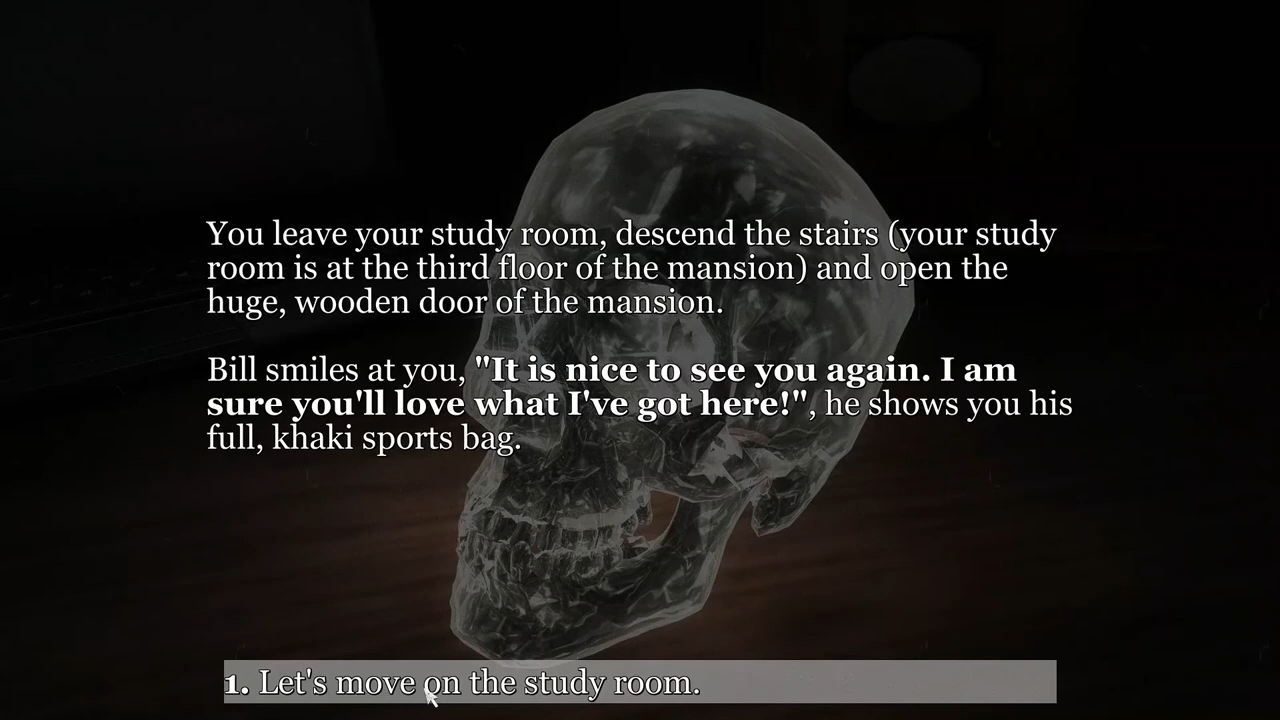 You leave your study room, descend the stairs (your study
room is at the third floor of the mansion) and open the
huge, wooden door of the mansion.
Bill smiles at you, "It is nice to see you again. I am
sure you'll love what I've got here!", he shows you his
full, khaki sports bag.
1. Let's move on the study room.